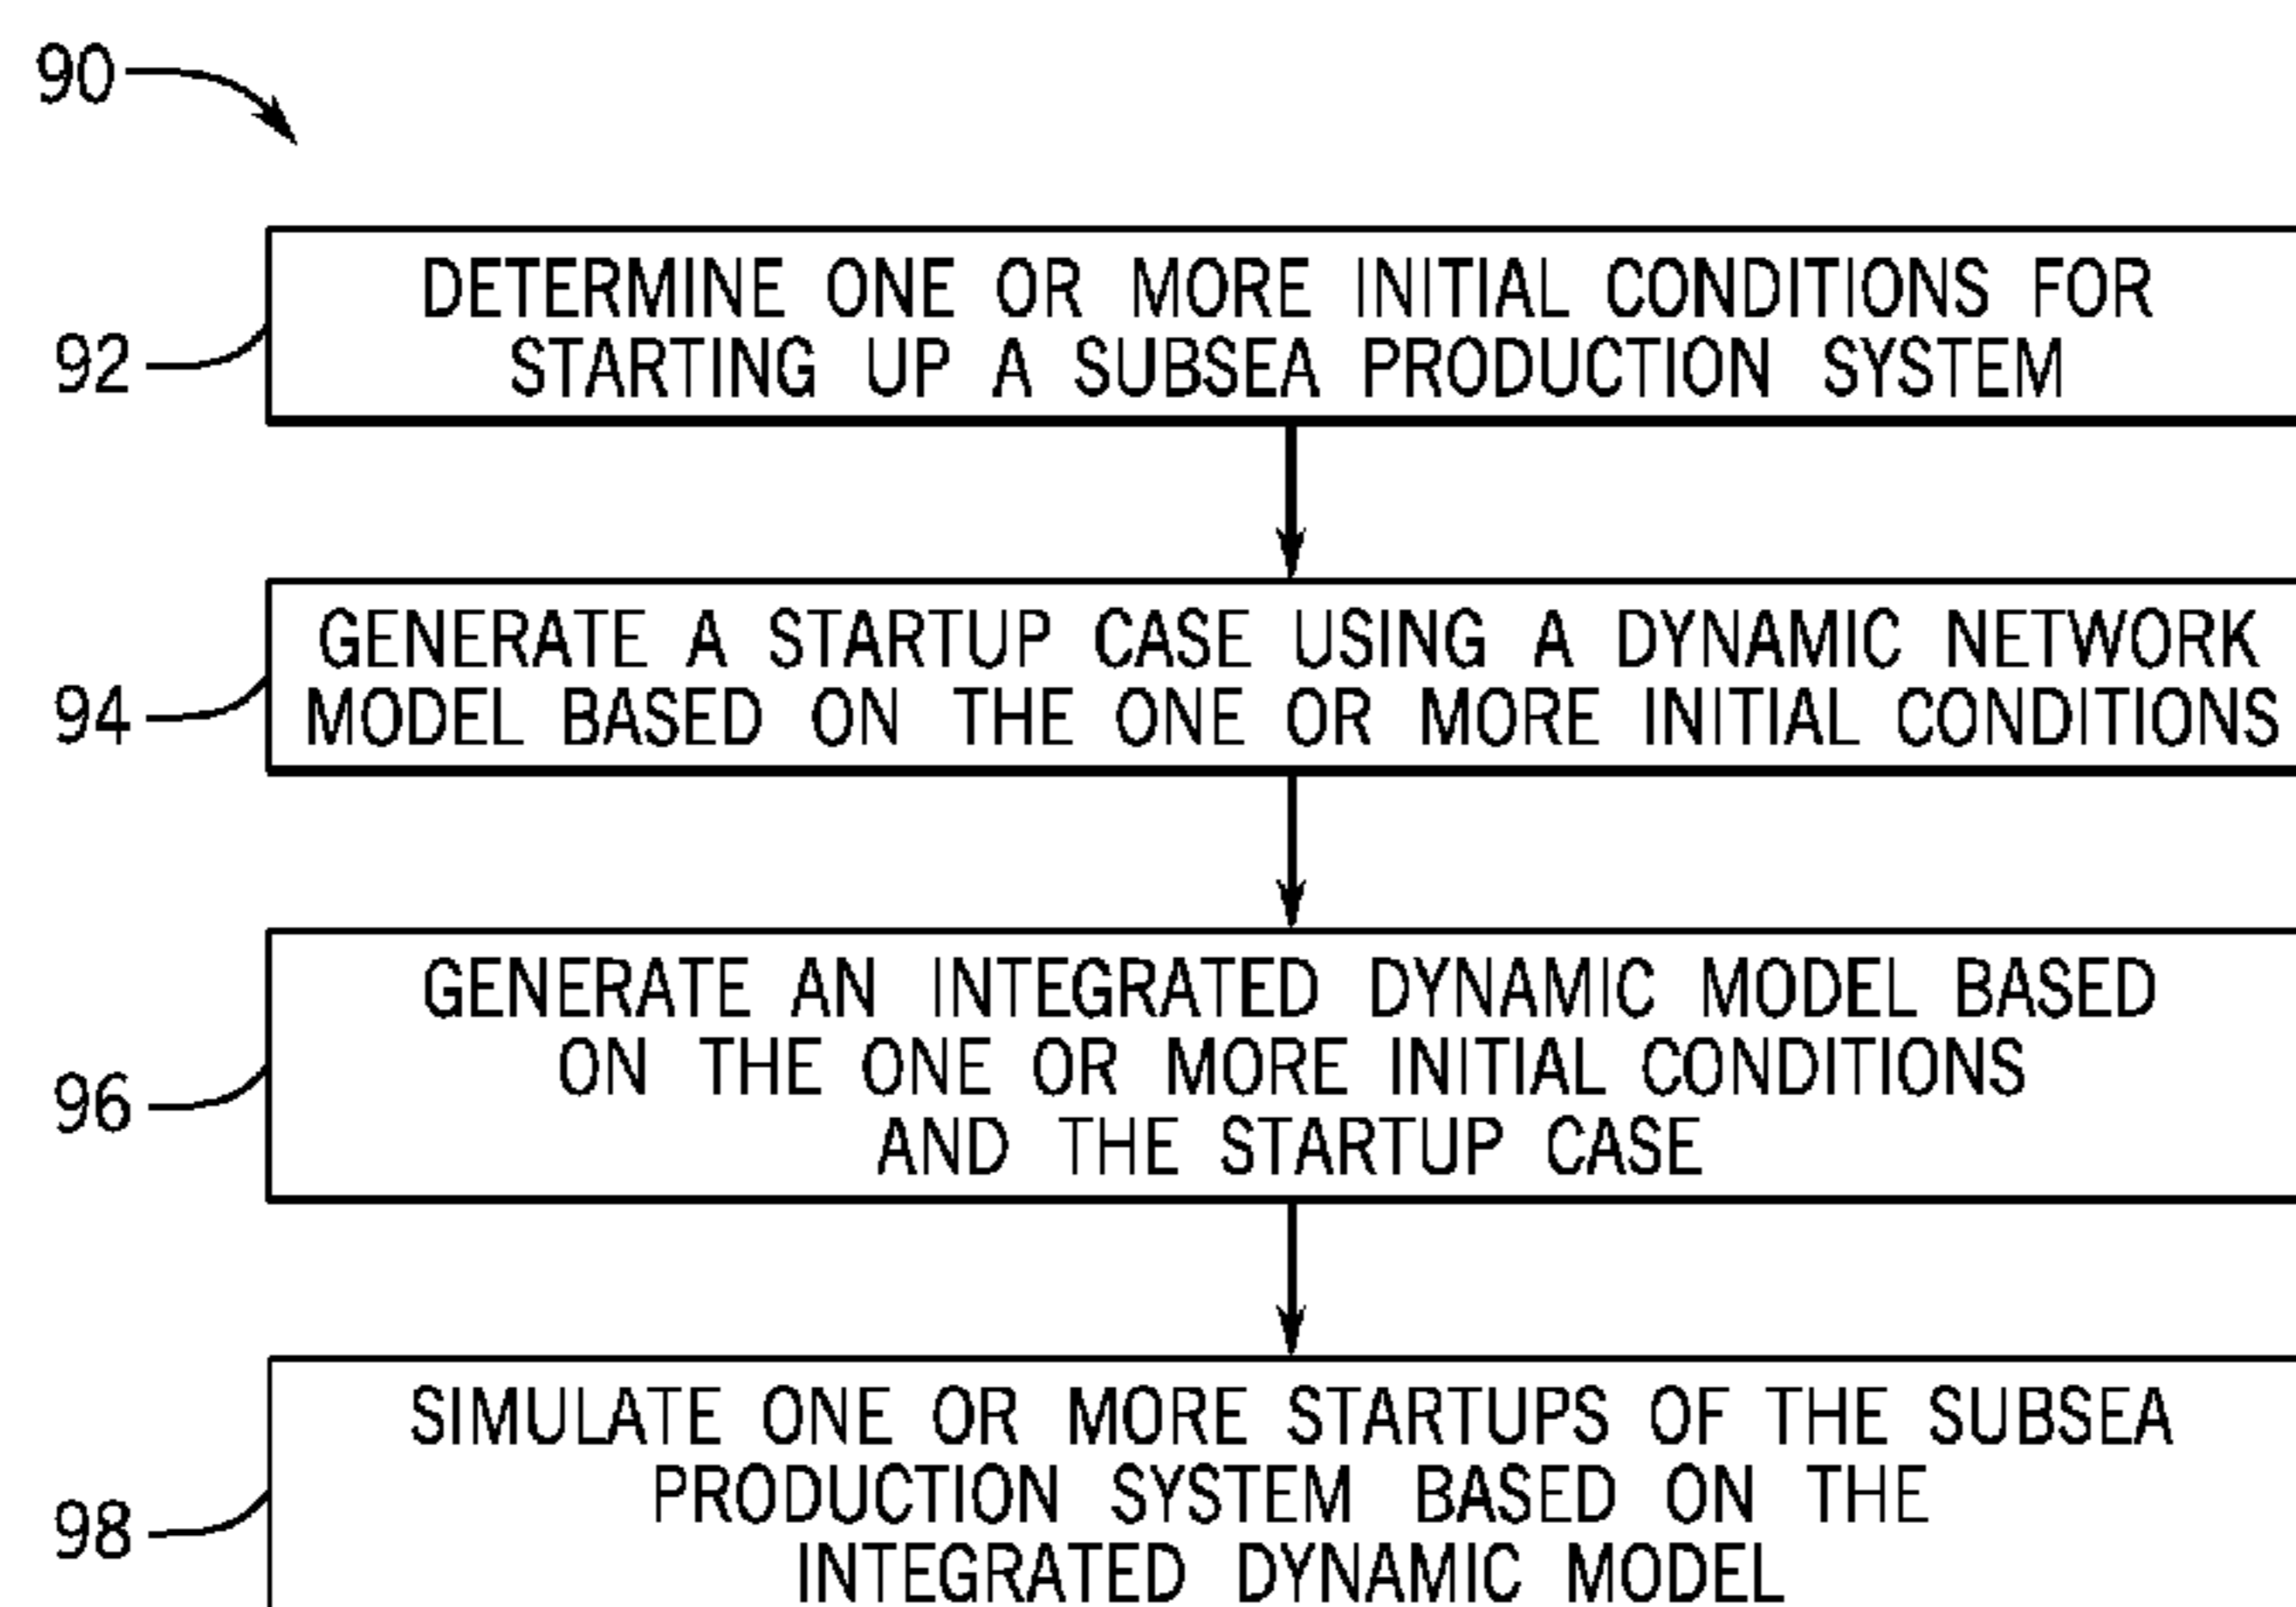 90
DETERMINE ONE OR MORE INITIAL CONDITIONS FOR
STARTING UP A SUBSEA PRODUCTION SYSTEM
92
GENERATE A STARTUP CASE USING A DYNAMIC NETWORK
MODEL BASED ON THE ONE OR MORE INITIAL CONDITIONS
94
GENERATE AN INTEGRATED DYNAMIC MODEL BASED
ON THE ONE OR MORE INITIAL CONDITIONS
AND THE STARTUP CASE
96
SIMULATE ONE OR MORE STARTUPS OF THE SUBSEA
PRODUCTION SYSTEM BASED ON THE
INTEGRATED DYNAMIC MODEL
98